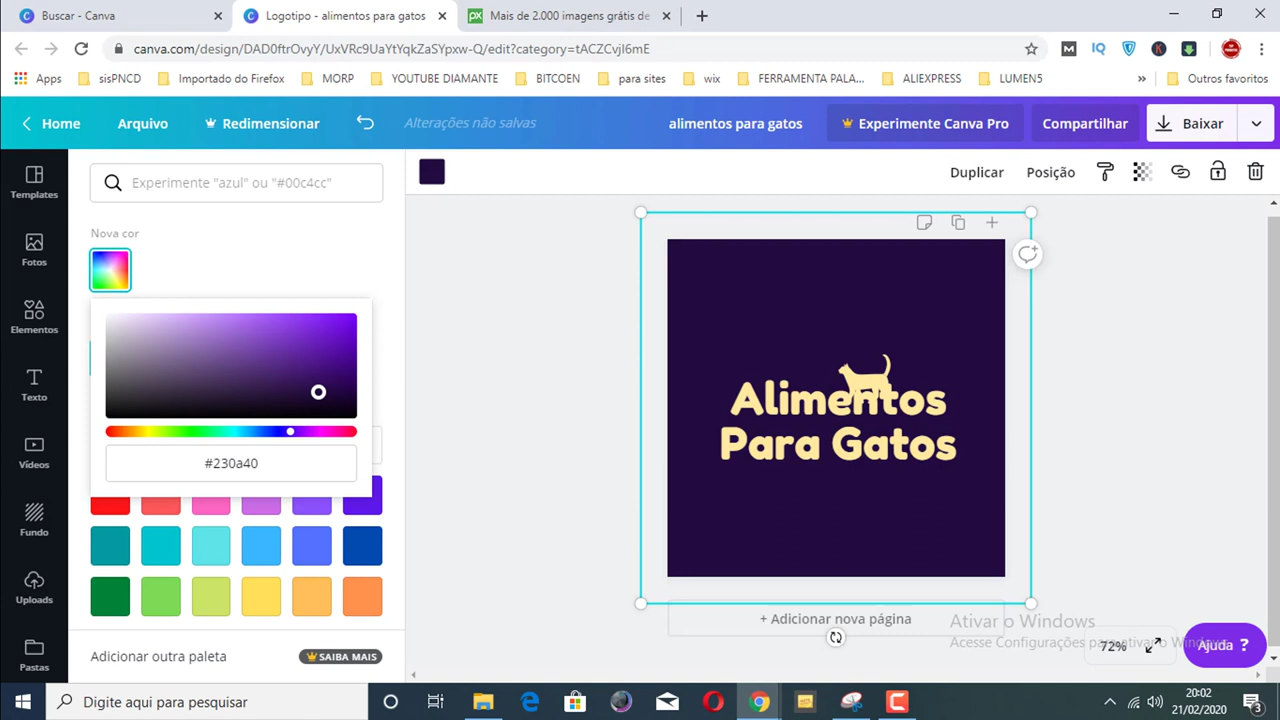 Buscar - Canva
Logotipo - alimentos para gatos
Mais de 2.000 imagens grátis de
canva.com/design/DAD0ftrOvyY/UxVRc9UaYtYqkZaSYpxw-Q/edit?category=tACZCvjI6mE
Apps
sisPNCD
Importado do Firefox
MORP
YOUTUBE DIAMANTE
BITCOEN
para sites
wix
FERRAMENTA PALA...
ALIEXPRESS
LUMEN5
»
Outros favoritos
Home
Arquivo
Redimensionar
Alterações não salvas
alimentos para gatos
Experimente Canva Pro
Compartilhar
Baixar
Templates
Fotos
Elementos
Texto
Vídeos
Fundo
Uploads
Pastas
Experimente "azul" ou "#00c4cc"
Nova cor
#230a40
Adicionar outra paleta
SAIBA MAIS
Duplicar
Posição
Alimentos
Para Gatos
+ Adicionar nova página
Ativar o Windows
Acesse Configurações para ativar o Windows.
72%
Ajuda ?
Digite aqui para pesquisar
20:02
21/02/2020
3